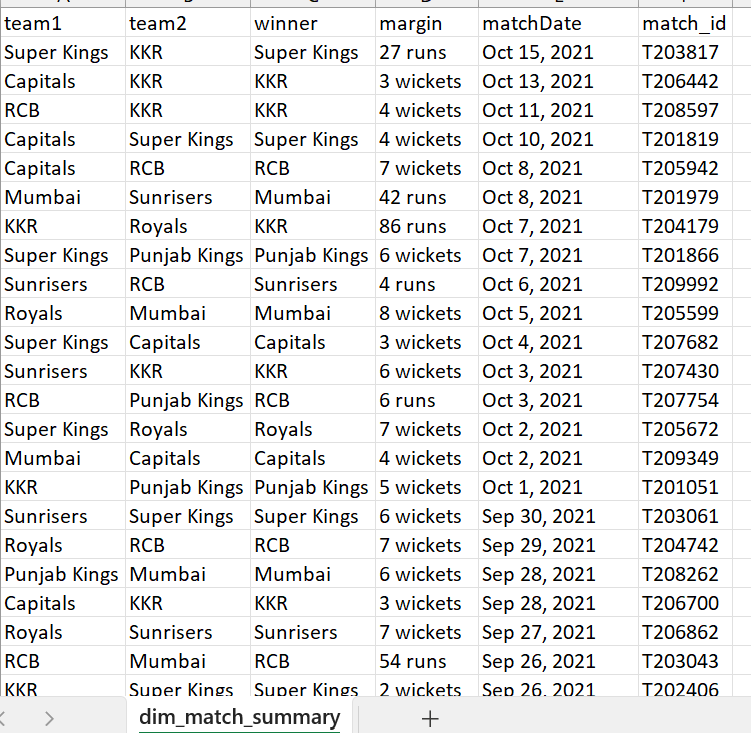 team1 team2 winner margin matchDate match_id
Super Kings KKR Super Kings 27 runs Oct 15, 2021 T203817
Capitals KKR KKR 3 wickets Oct 13, 2021 T206442
RCB KKR KKR 4 wickets Oct 11, 2021 T208597
Capitals Super Kings Super Kings 4 wickets Oct 10, 2021 T201819
Capitals RCB RCB 7 wickets Oct 8, 2021 T205942
Mumbai Sunrisers Mumbai 42 runs Oct 8, 2021 T201979
KKR Royals KKR 86 runs Oct 7, 2021 T204179
Super Kings Punjab Kings Punjab Kings 6 wickets Oct 7, 2021 T201866
Sunrisers RCB Sunrisers 4 runs Oct 6, 2021 T209992
Royals Mumbai Mumbai 8 wickets Oct 5, 2021 T205599
Super Kings Capitals Capitals 3 wickets Oct 4, 2021 T207682
Sunrisers KKR KKR 6 wickets Oct 3, 2021 T207430
RCB Punjab Kings RCB 6 runs Oct 3, 2021 T207754
Super Kings Royals Royals 7 wickets Oct 2, 2021 T205672
Mumbai Capitals Capitals 4 wickets Oct 2, 2021 T209349
KKR Punjab Kings Punjab Kings 5 wickets Oct 1, 2021 T201051
Sunrisers Super Kings Super Kings 6 wickets Sep 30, 2021 T203061
Royals RCB RCB 7 wickets Sep 29, 2021 T204742
Punjab Kings Mumbai Mumbai 6 wickets Sep 28, 2021 T208262
Capitals KKR KKR 3 wickets Sep 28, 2021 T206700
Royals Sunrisers Sunrisers 7 wickets Sep 27, 2021 T206862
RCB Mumbai RCB 54 runs Sep 26, 2021 T203043
KKR Super Kings Super Kings 2 wickets Sep 26, 2021 T202406
dim_match_summary